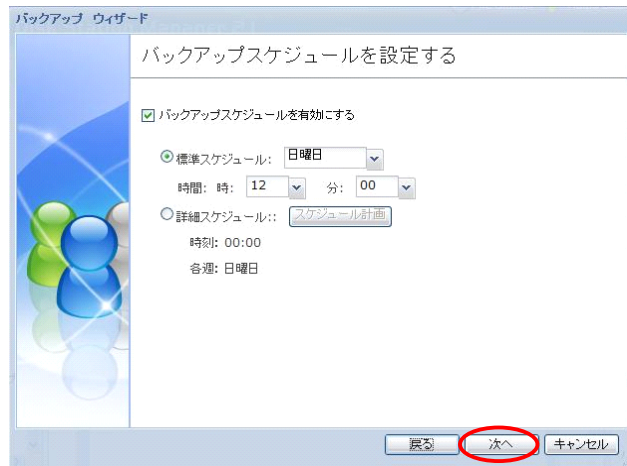 バックアップ ウィザード
バックアップスケジュールを設定する
バックアップスケジュールを有効にする
標準スケジュール: 日曜日
時間: 時: 12 分: 00
詳細スケジュール:: スケジュール計画
時刻: 00:00
各週: 日曜日
戻る 次へ キャンセル